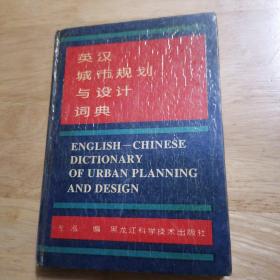 英汉
城市规划
与设计
词典
ENGLISH-CHINESE
DICTIONARY
OF URBAN PLANNING
AND DESIGN
编 黑龙江科学技术出版社